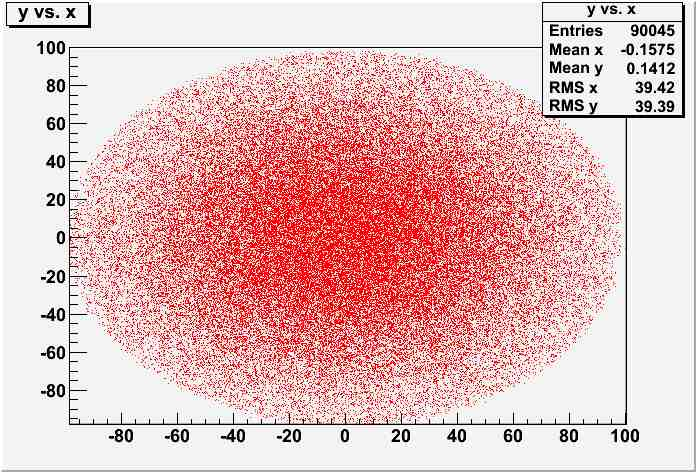 y vs. x
y vs. x
Entries 90045
Mean x -0.1575
Mean y 0.1412
RMS x 39.42
RMS y 39.39
100
80
60
40
20
0
-20
-40
-60
-80
-80 -60 -40 -20 0 20 40 60 80 100